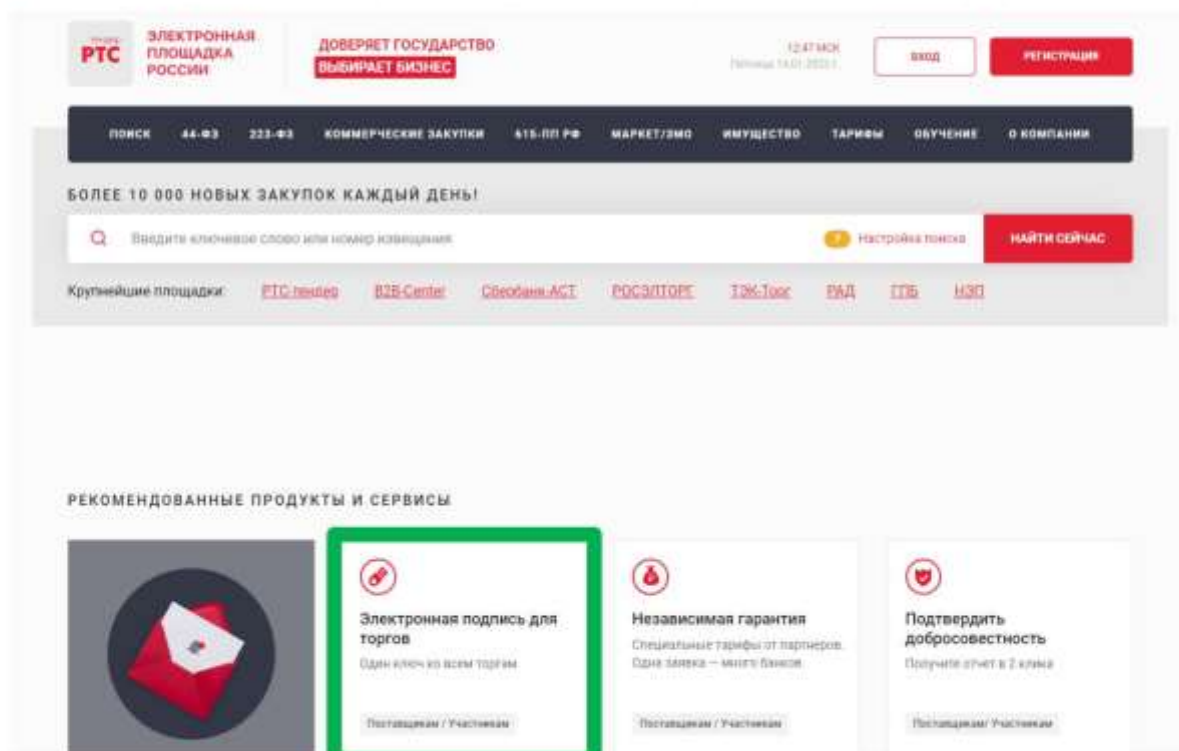 РТС
ЭЛЕКТРОННАЯ
ПЛОЩАДКА
РОССИИ
ДОВЕРЯЕТ ГОСУДАРСТВО
ВЫБИРАЕТ БИЗНЕС
12:47 МСК
ВХОД
РЕГИСТРАЦИЯ
ПОИСК 44-ФЗ 223-ФЗ КОММЕРЧЕСКИЕ ЗАКУПКИ 615-ПП РФ МАРКЕТ/ЗМО ИМУЩЕСТВО ТАРИФЫ ОБУЧЕНИЕ О КОМПАНИИ
БОЛЕЕ 10 000 НОВЫХ ЗАКУПОК КАЖДЫЙ ДЕНЬ!
Введите ключевое слово или номер извещения
Настройка поиска
НАЙТИ СЕЙЧАС
Крупнейшие площадки: РТС-тендер B2B-Center Сбербанк-АСТ РОСЭЛТОРГ ТЭК-Торг РАД ГПБ НЭП
РЕКОМЕНДОВАННЫЕ ПРОДУКТЫ И СЕРВИСЫ
Электронная подпись для
торгов
Один ключ ко всем торгам
Поставщикам / Участникам
Независимая гарантия
Специальные тарифы от партнеров.
Одна заявка — много банков
Поставщикам / Участникам
Подтвердить
добросовестность
Получите отчет в 2 клика
Поставщикам/ Участникам